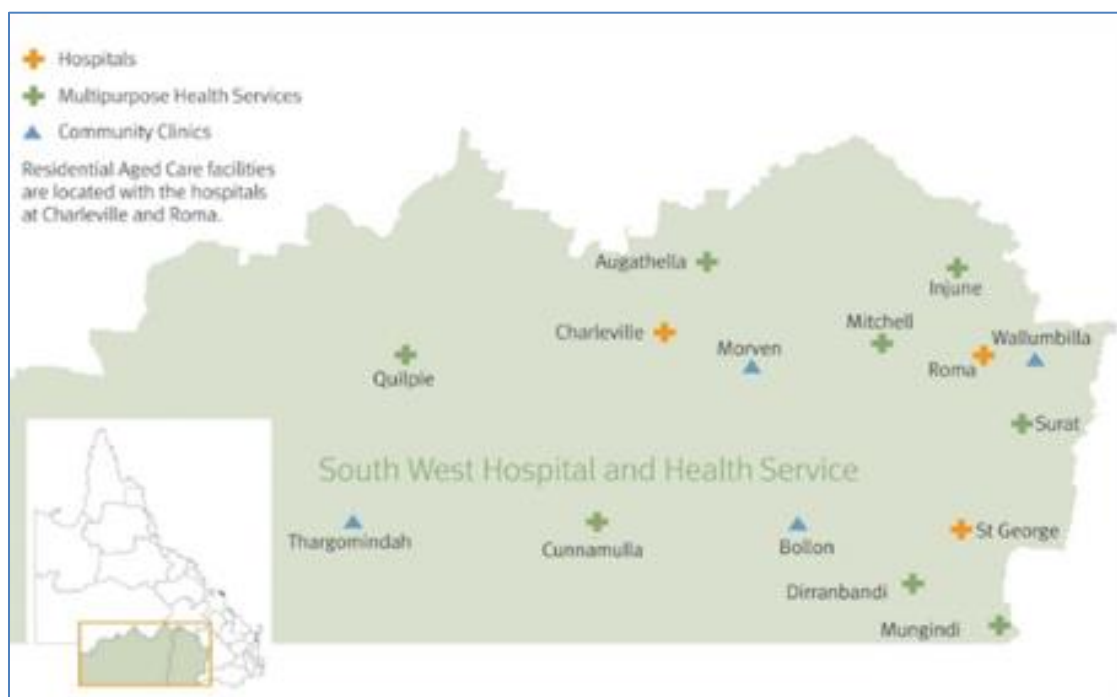 Hospitals
Multipurpose Health Services
Community Clinics
Residential Aged Care facilities
are located with the hospitals
at Charleville and Roma.
Augathella
Injune
Charleville
Mitchell
Wallumbilla
Morven
Roma
Quilpie
Surat
South West Hospital and Health Service
Thargomindah
Cunnamulla
Bollon
St George
Dirranbandi
Mungindi